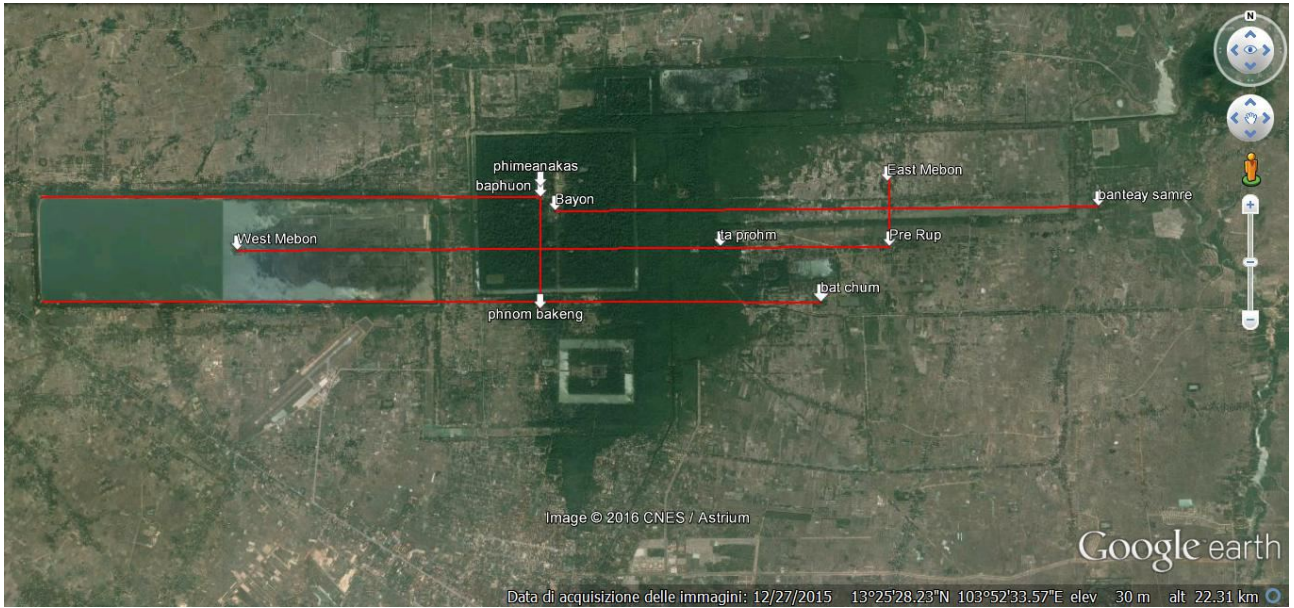 N
phimeanakas
baphuon
Bayon
East Mebon
banteay samre
West Mebon
ta prohm
Pre Rup
bat chum
phnom bakeng
Image © 2016 CNES / Astrium
Google earth
Data di acquisizione delle immagini: 12/27/2015 13°25'28.23"N 103°52'33.57"E elev 30 m alt 22.31 km